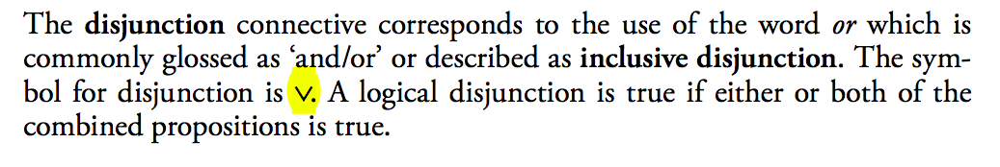 The disjunction connective corresponds to the use of the word or which is
commonly glossed as ‘and/or’ or described as inclusive disjunction. The sym-
bol for disjunction is ∨. A logical disjunction is true if either or both of the
combined propositions is true.